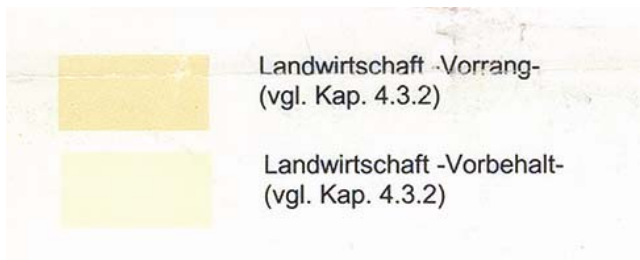 Landwirtschaft -Vorrang-
(vgl. Kap. 4.3.2)
Landwirtschaft -Vorbehalt-
(vgl. Kap. 4.3.2)